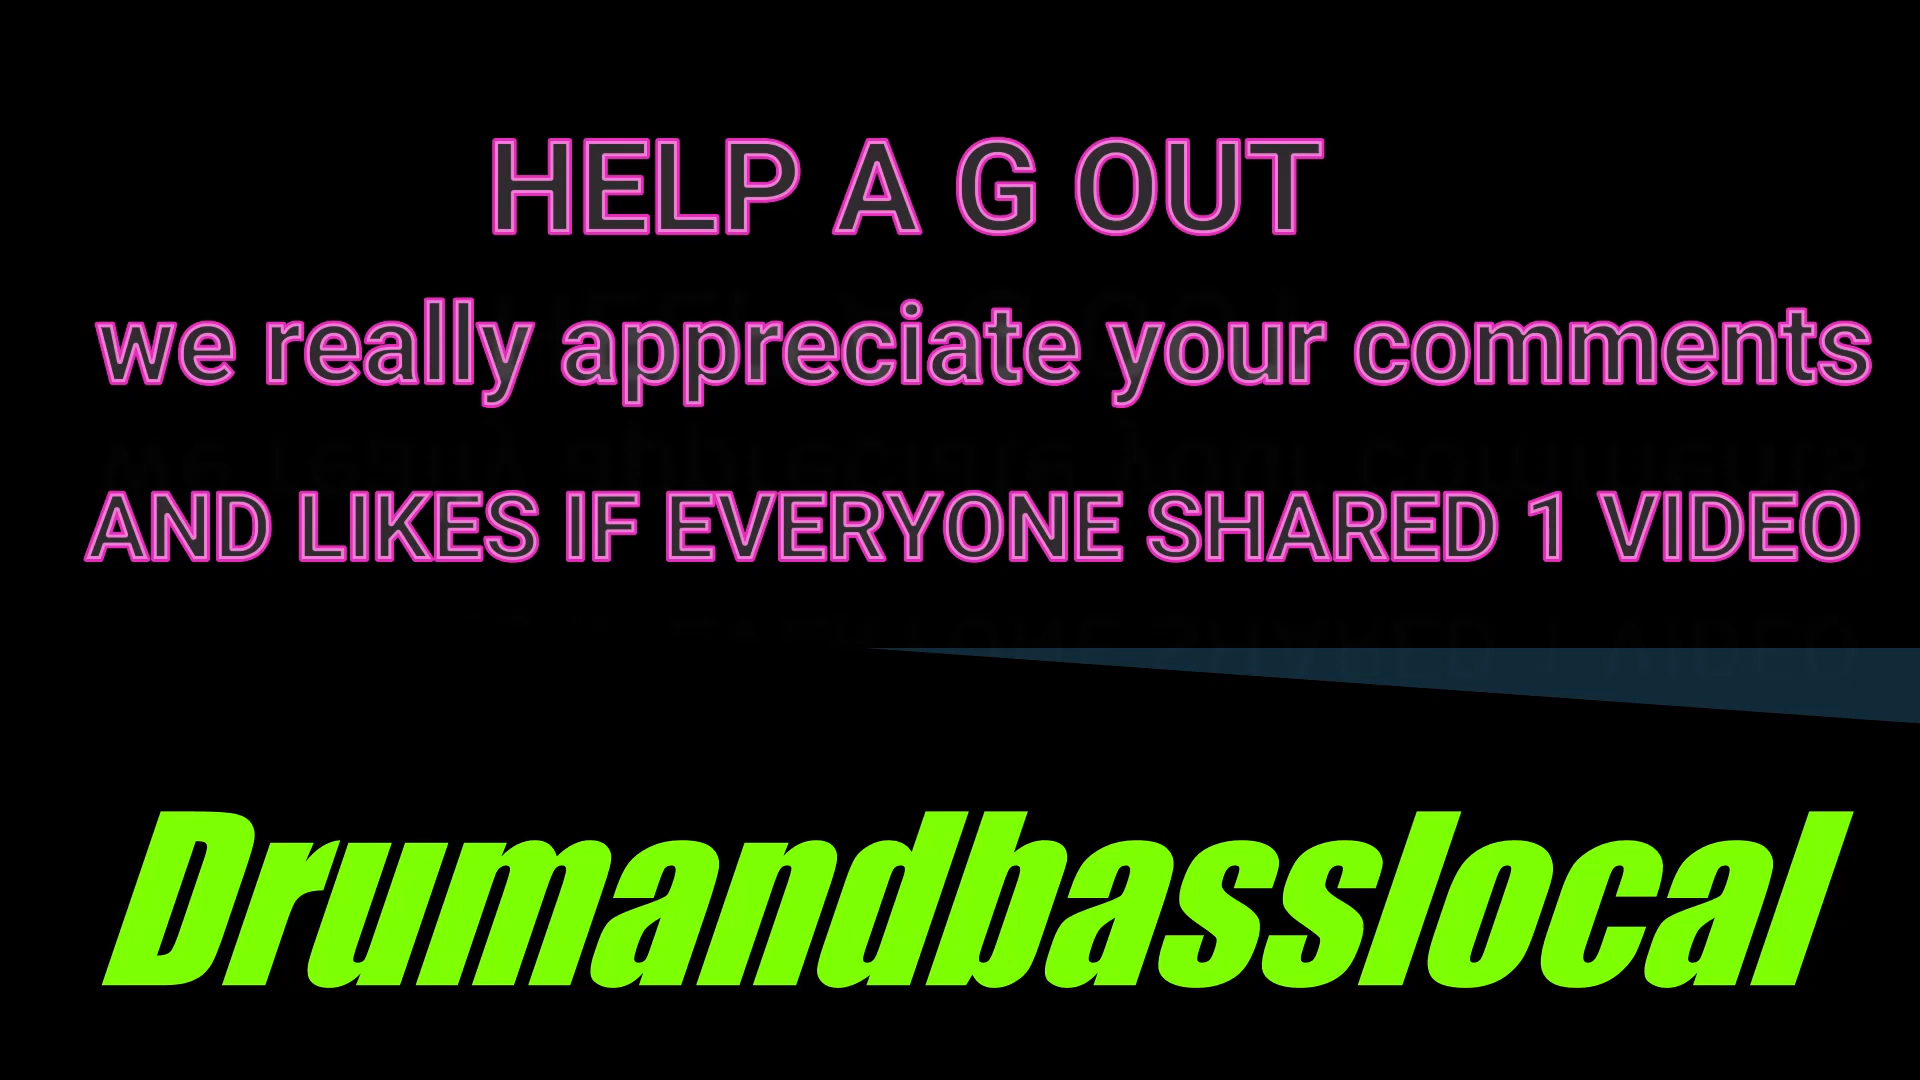 HELP A G OUT
we really appreciate your comments
AND LIKES IF EVERYONE SHARED 1 VIDEO
Drumandbasslocal